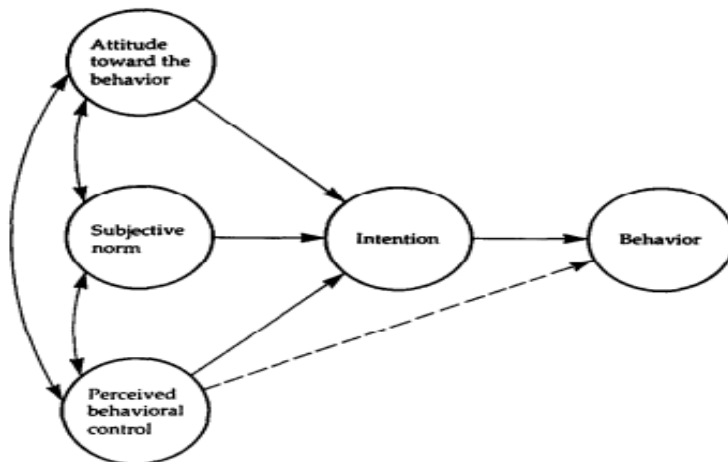 Attitude
toward the
behavior
Subjective
norm
Intention
Behavior
Perceived
behavioral
control